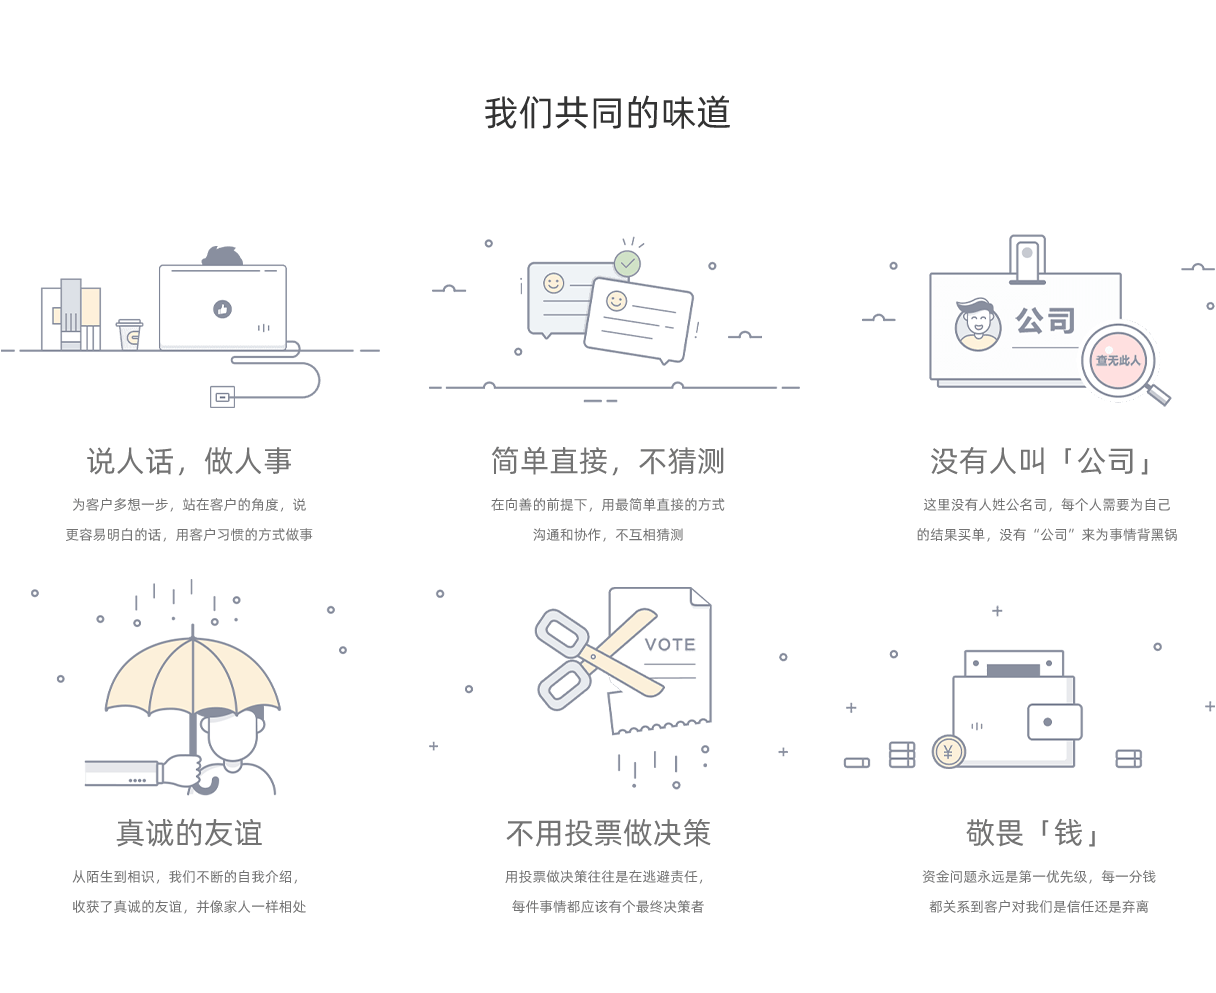 我们共同的味道
公司
查无此人
说人话，做人事
为客户多想一步，站在客户的角度，说
更容易明白的话，用客户习惯的方式做事
简单直接，不猜测
在向善的前提下，用最简单直接的方式
沟通和协作，不互相猜测
没有人叫「公司」
这里没有人姓公名司，每个人需要为自己
的结果买单，没有“公司”来为事情背黑锅
VOTE
¥
真诚的友谊
从陌生到相识，我们不断的自我介绍，
收获了真诚的友谊，并像家人一样相处
不用投票做决策
用投票做决策往往是在逃避责任，
每件事情都应该有个最终决策者
敬畏「钱」
资金问题永远是第一优先级，每一分钱
都关系到客户对我们是信任还是弃离